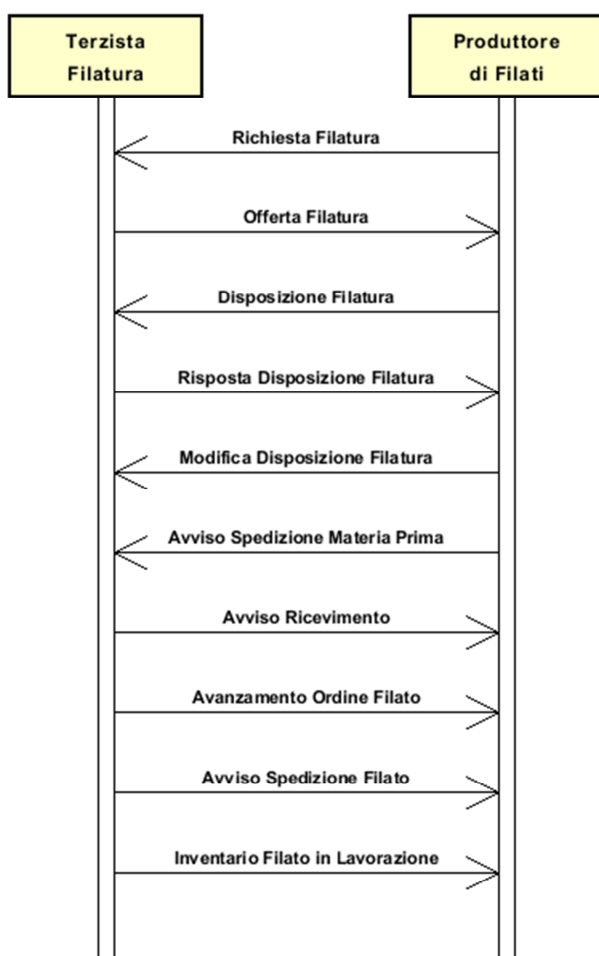 Terzista
Filatura
Produttore
di Filati
Richiesta Filatura
Offerta Filatura
Disposizione Filatura
Risposta Disposizione Filatura
Modifica Disposizione Filatura
Avviso Spedizione Materia Prima
Avviso Ricevimento
Avanzamento Ordine Filato
Avviso Spedizione Filato
Inventario Filato in Lavorazione